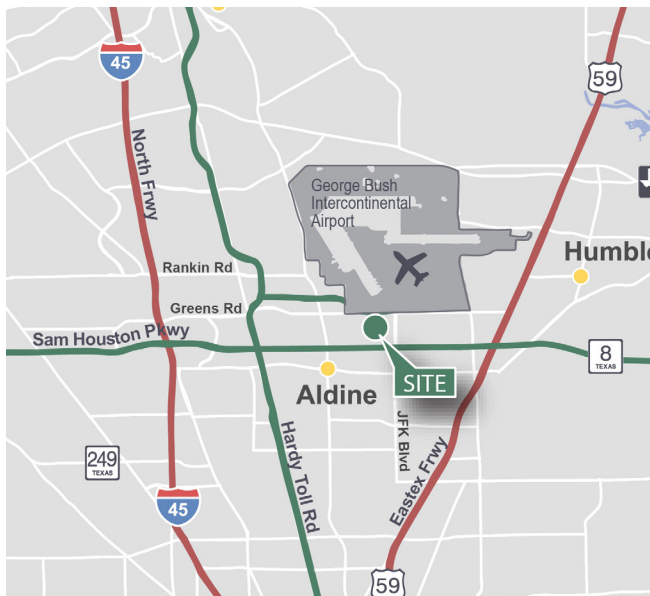 45
59
North Frwy
George Bush
Intercontinental
Airport
Humble
Rankin Rd
Greens Rd
Sam Houston Pkwy
8
TEXAS
SITE
Aldine
JFK Blvd
Hardy Toll Rd
Eastex Frwy
249
TEXAS
45
59